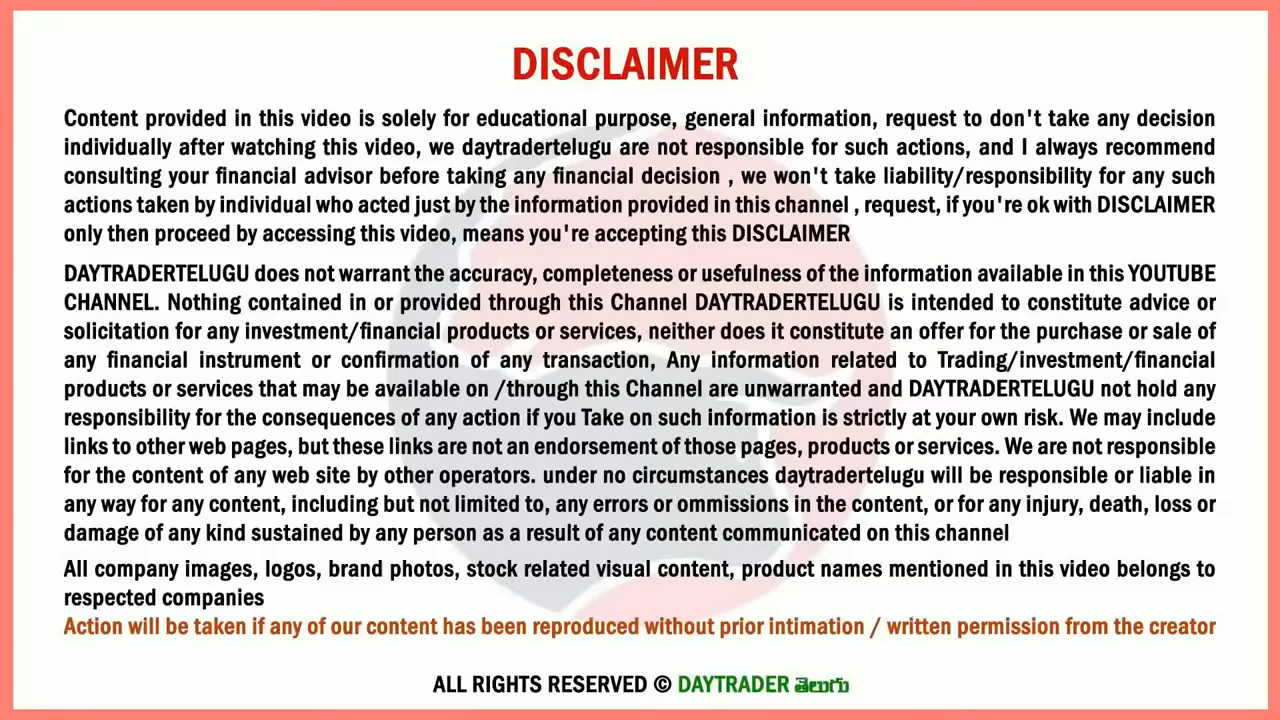 DISCLAIMER
Content provided in this video is solely for educational purpose, general information, request to don't take any decision
individually after watching this video, we daytradertelugu are not responsible for such actions, and I always recommend
consulting your financial advisor before taking any financial decision , we won't take liability/responsibility for any such
actions taken by individual who acted just by the information provided in this channel , request, if you're ok with DISCLAIMER
only then proceed by accessing this video, means you're accepting this DISCLAIMER
DAYTRADERTELUGU does not warrant the accuracy, completeness or usefulness of the information available in this YOUTUBE
CHANNEL. Nothing contained in or provided through this Channel DAYTRADERTELUGU is intended to constitute advice or
solicitation for any investment/financial products or services, neither does it constitute an offer for the purchase or sale of
any financial instrument or confirmation of any transaction, Any information related to Trading/investment/financial
products or services that may be available on /through this Channel are unwarranted and DAYTRADERTELUGU not hold any
responsibility for the consequences of any action if you Take on such information is strictly at your own risk. We may include
links to other web pages, but these links are not an endorsement of those pages, products or services. We are not responsible
for the content of any web site by other operators. under no circumstances daytradertelugu will be responsible or liable in
any way for any content, including but not limited to, any errors or ommissions in the content, or for any injury, death, loss or
damage of any kind sustained by any person as a result of any content communicated on this channel
All company images, logos, brand photos, stock related visual content, product names mentioned in this video belongs to
respected companies
Action will be taken if any of our content has been reproduced without prior intimation / written permission from the creator
ALL RIGHTS RESERVED © DAYTRADER తెలుగు